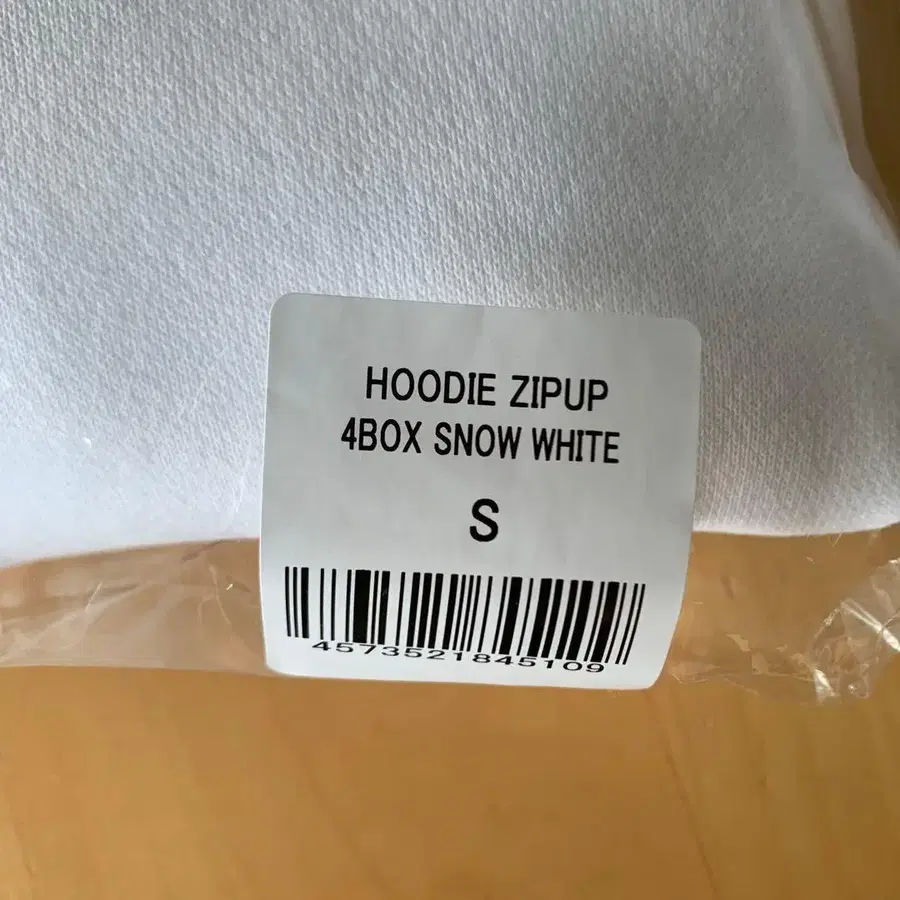 HOODIE ZIPUP
4BOX SNOW WHITE
S
4573521845109